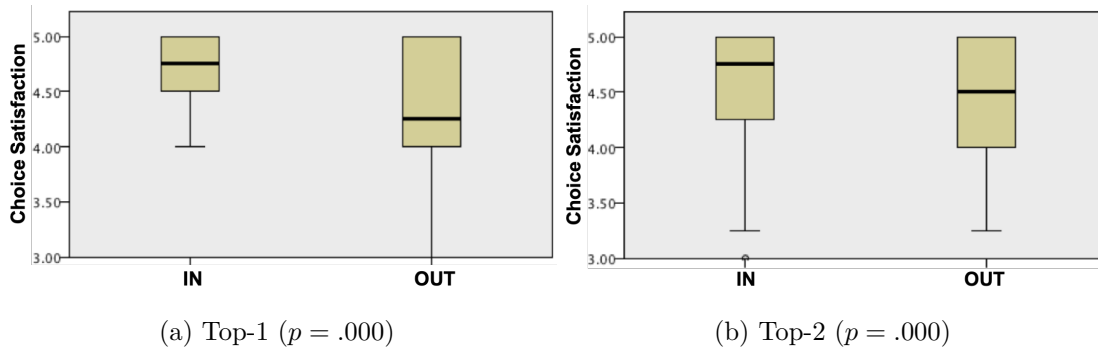 Choice Satisfaction
5.00
4.50
4.00
3.50
3.00
IN OUT
(a) Top-1 (p = .000)
Choice Satisfaction
5.00
4.50
4.00
3.50
3.00
IN OUT
(b) Top-2 (p = .000)